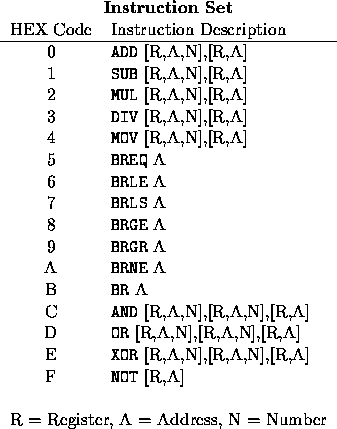 Instruction Set
HEX Code Instruction Description
0 ADD [R,A,N],[R,A]
1 SUB [R,A,N],[R,A]
2 MUL [R,A,N],[R,A]
3 DIV [R,A,N],[R,A]
4 MOV [R,A,N],[R,A]
5 BREQ A
6 BRLE A
7 BRLS A
8 BRGE A
9 BRGR A
A BRNE A
B BR A
C AND [R,A,N],[R,A,N],[R,A]
D OR [R,A,N],[R,A,N],[R,A]
E XOR [R,A,N],[R,A,N],[R,A]
F NOT [R,A]
R = Register, A = Address, N = Number